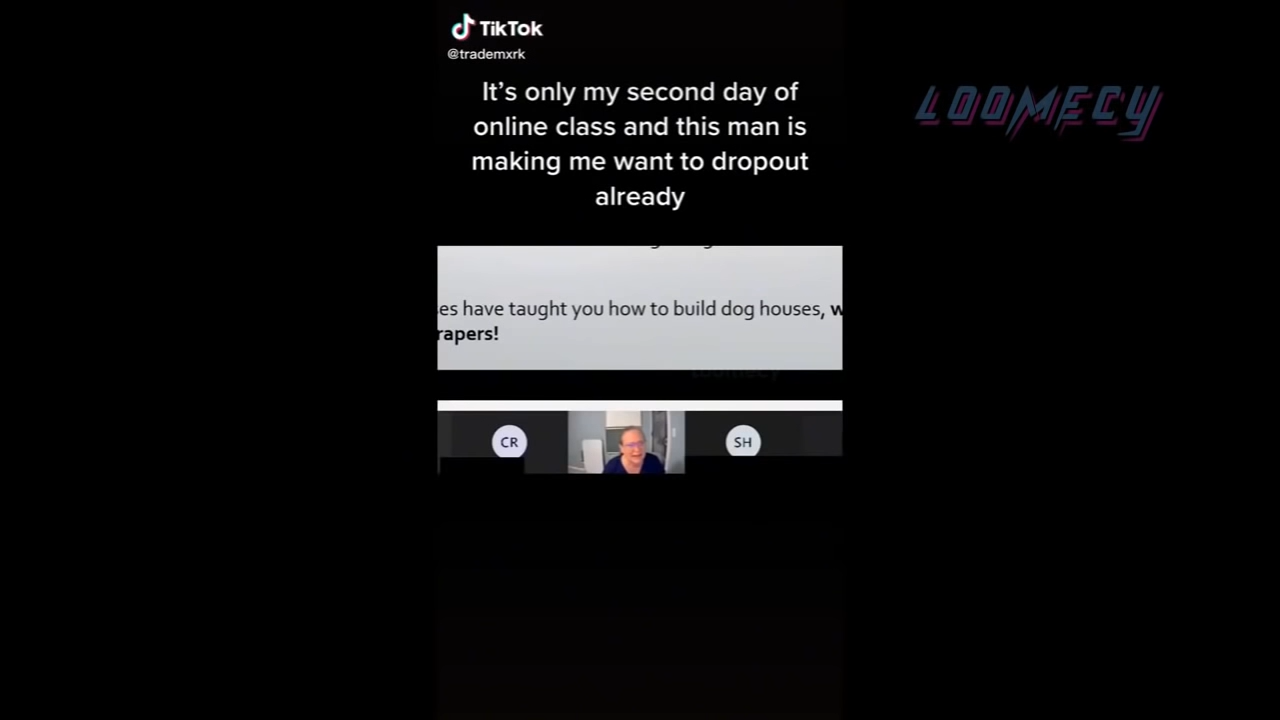 TikTok
@trademxrk
LOOMECY
It's only my second day of
online class and this man is
making me want to dropout
already
es have taught you how to build dog houses, w
rapers!
Loomecy
CR
SH